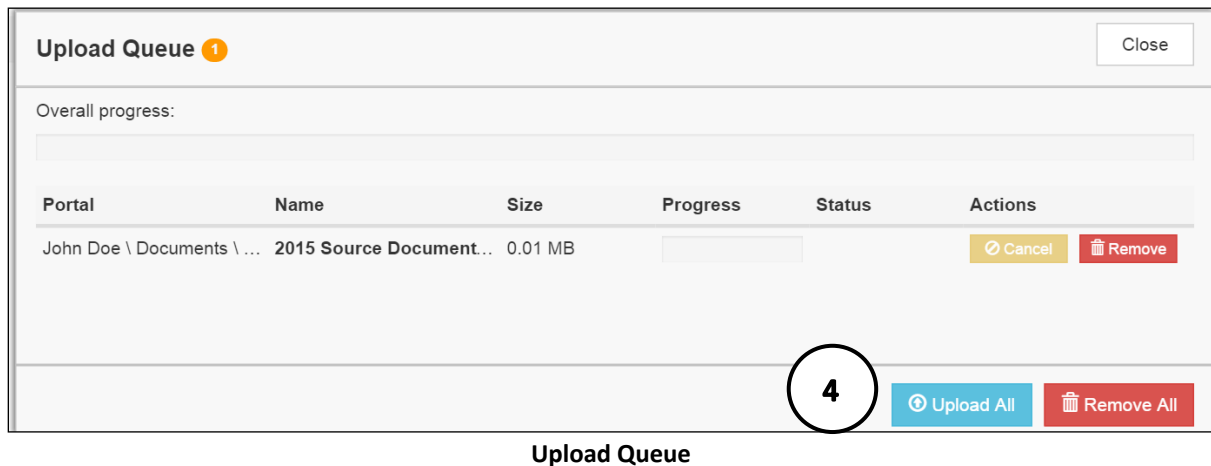 Upload Queue 1
Close
Overall progress:
Portal Name Size Progress Status Actions
John Doe \ Documents \ ... 2015 Source Document... 0.01 MB Cancel Remove
4 Upload All Remove All
Upload Queue